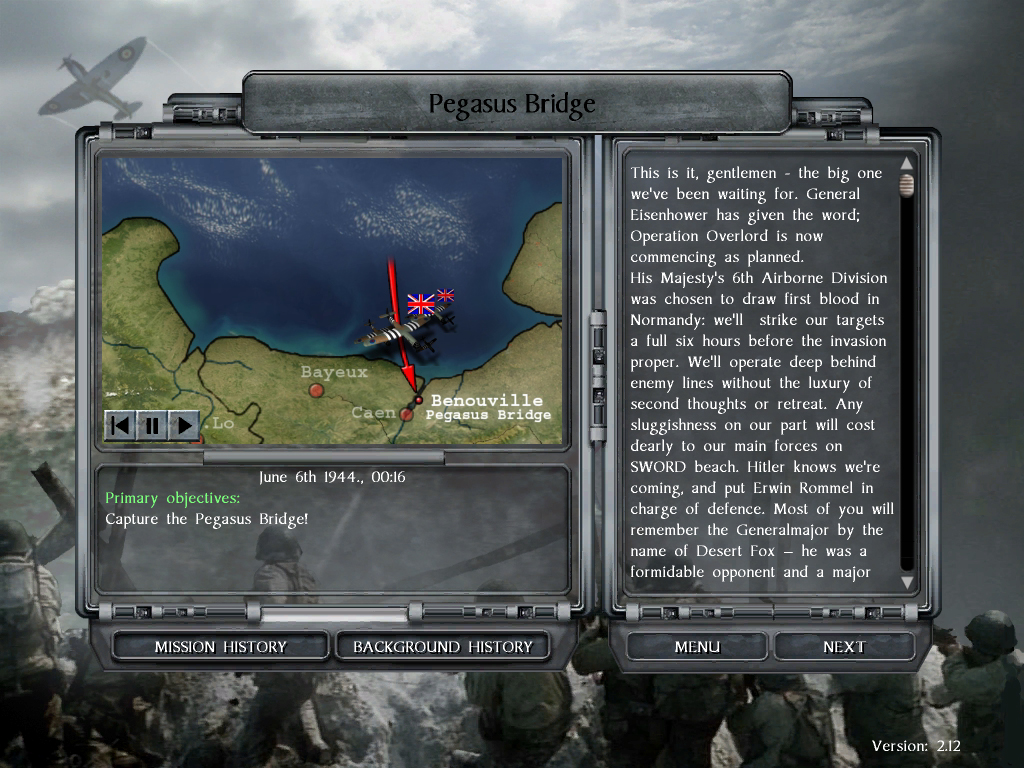 Pegasus Bridge
Bayeux
Caen
Benouville
Pegasus Bridge
.Lo
June 6th 1944., 00:16
Primary objectives:
Capture the Pegasus Bridge!
This is it, gentlemen - the big one
we've been waiting for. General
Eisenhower has given the word;
Operation Overlord is now
commencing as planned.
His Majesty's 6th Airborne Division
was chosen to draw first blood in
Normandy: we'll  strike our targets
a full six hours before the invasion
proper. We'll operate deep behind
enemy lines without the luxury of
second thoughts or retreat. Any
sluggishness on our part will cost
dearly to our main forces on
SWORD beach. Hitler knows we're
coming, and put Erwin Rommel in
charge of defence. Most of you will
remember the Generalmajor by the
name of Desert Fox – he was a
formidable opponent and a major
MISSION HISTORY
BACKGROUND HISTORY
MENU
NEXT
Version: 2.12